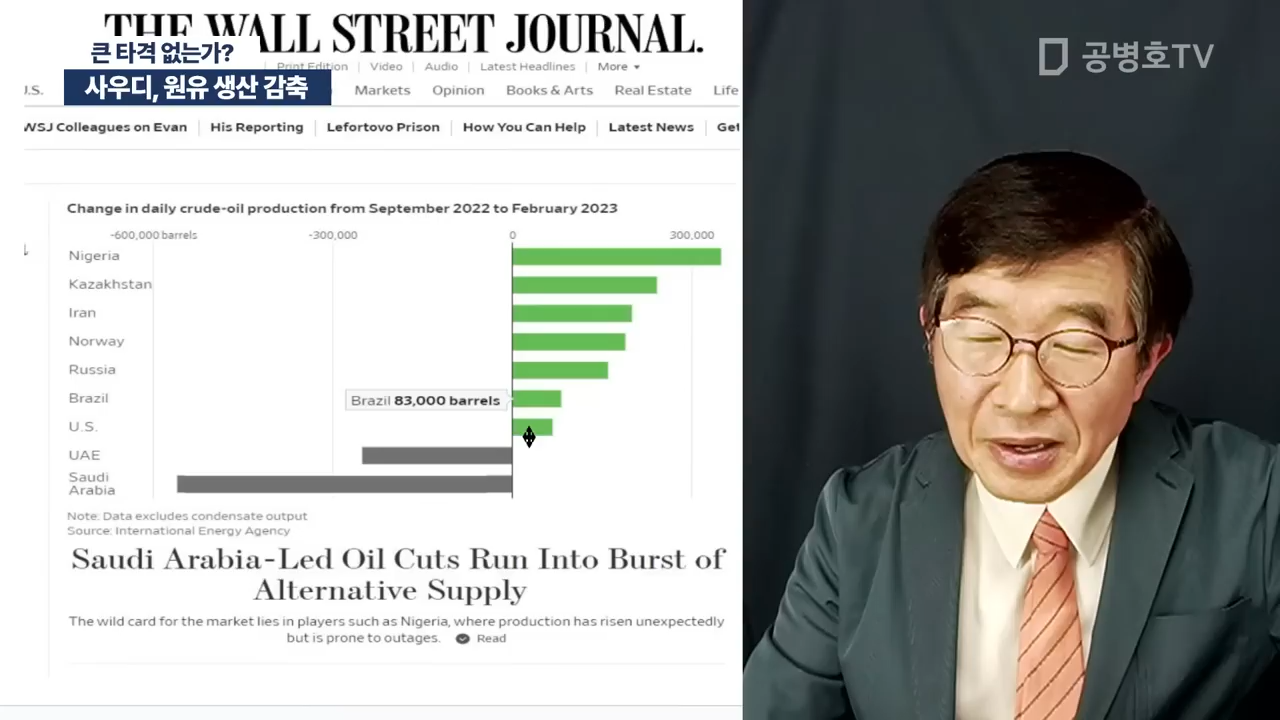 THE WALL STREET JOURNAL.
큰 타격 없는가?
사우디, 원유 생산 감축
공병호TV
Print Edition Video Audio Latest Headlines More
U.S. Markets Opinion Books & Arts Real Estate Life
WSJ Colleagues on Evan His Reporting Lefortovo Prison How You Can Help Latest News Get
Change in daily crude-oil production from September 2022 to February 2023
-600,000 barrels -300,000 0 300,000
Nigeria
Kazakhstan
Iran
Norway
Russia
Brazil
Brazil 83,000 barrels
U.S.
UAE
Saudi
Arabia
Note: Data excludes condensate output
Source: International Energy Agency
Saudi Arabia-Led Oil Cuts Run Into Burst of
Alternative Supply
The wild card for the market lies in players such as Nigeria, where production has risen unexpectedly
but is prone to outages. Read